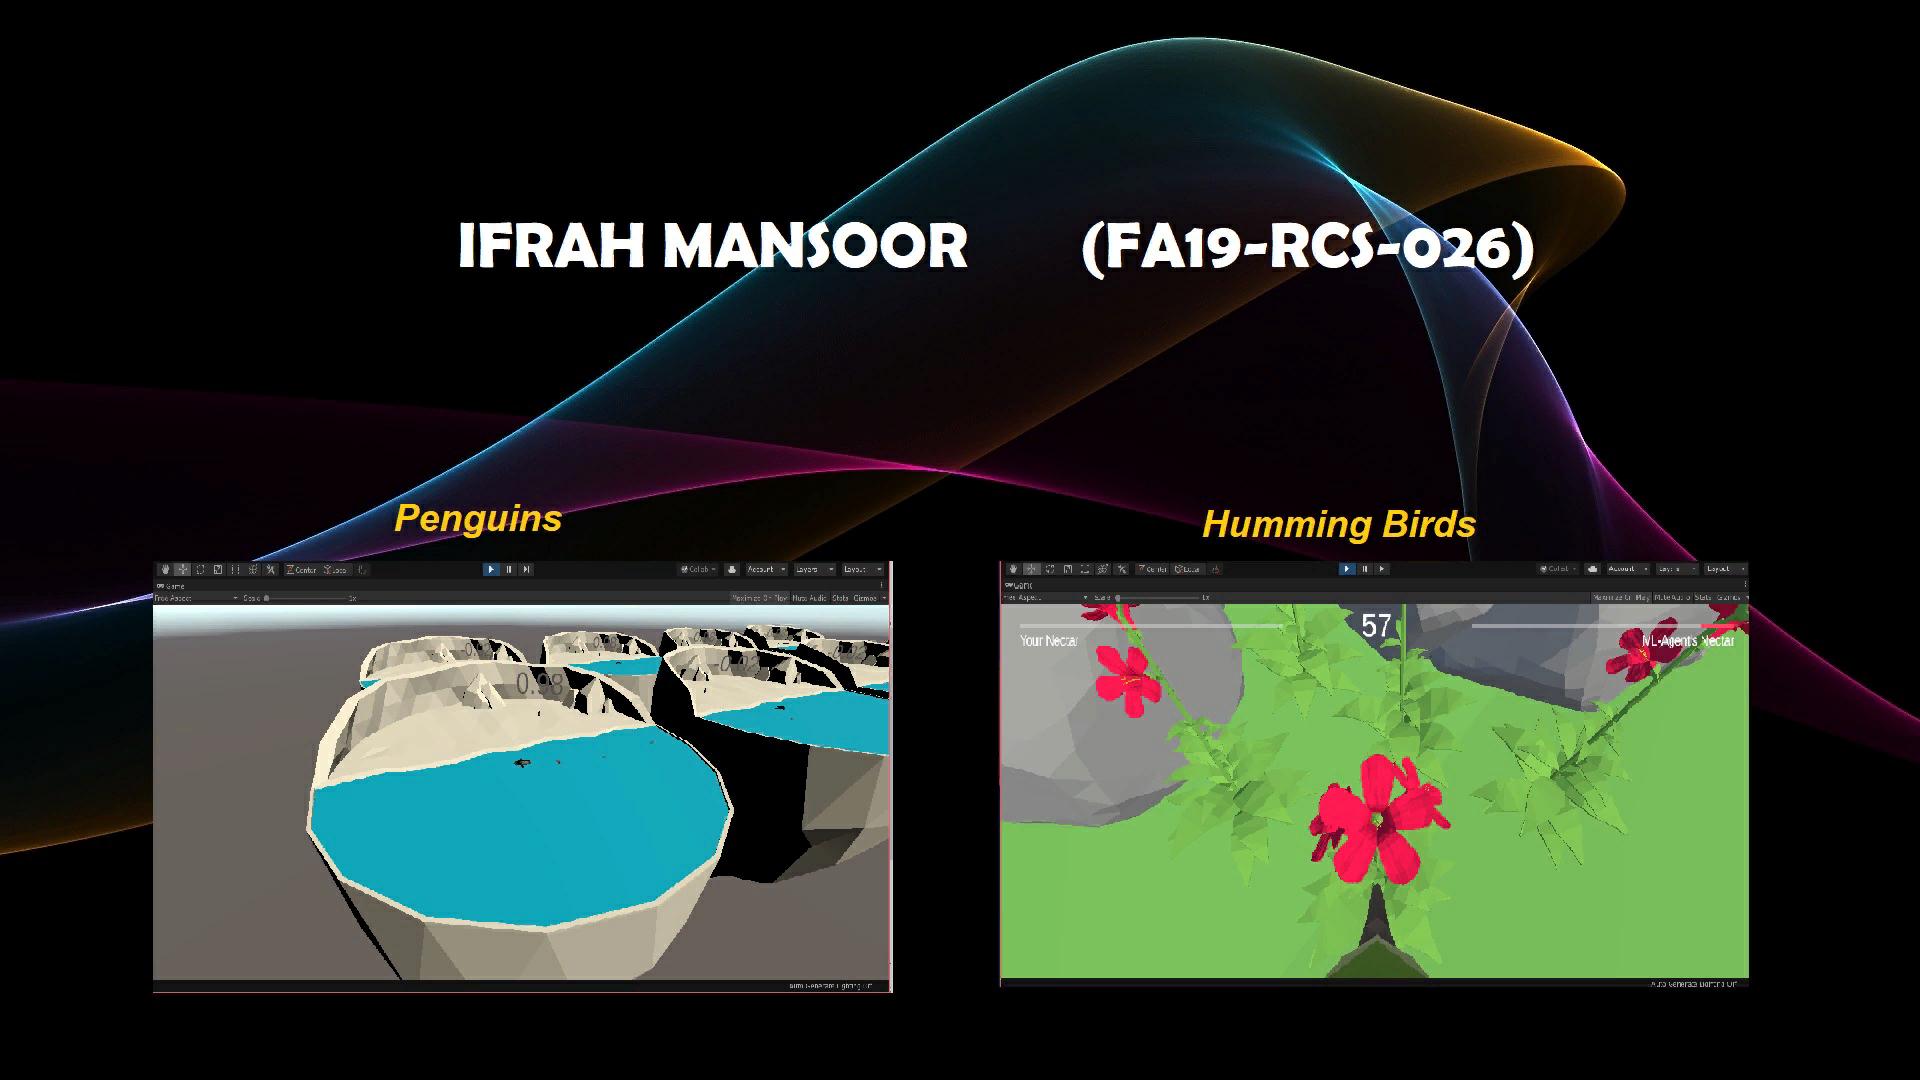 IFRAH MANSOOR (FA19-RCS-026)
Penguins
Humming Birds
Center Local
Collab Account Layers Layout
Game
Free Aspect Scale 1x
Maximize On Play Mute Audio Stats Gizmos
0.98
Auto Generate Lighting Off
Center Local
Collab Account Layers Layout
Game
Free Aspect Scale 1x
Maximize On Play Mute Audio Stats Gizmos
57
Your Nectar
ML-Agent's Nectar
Auto Generate Lighting Off